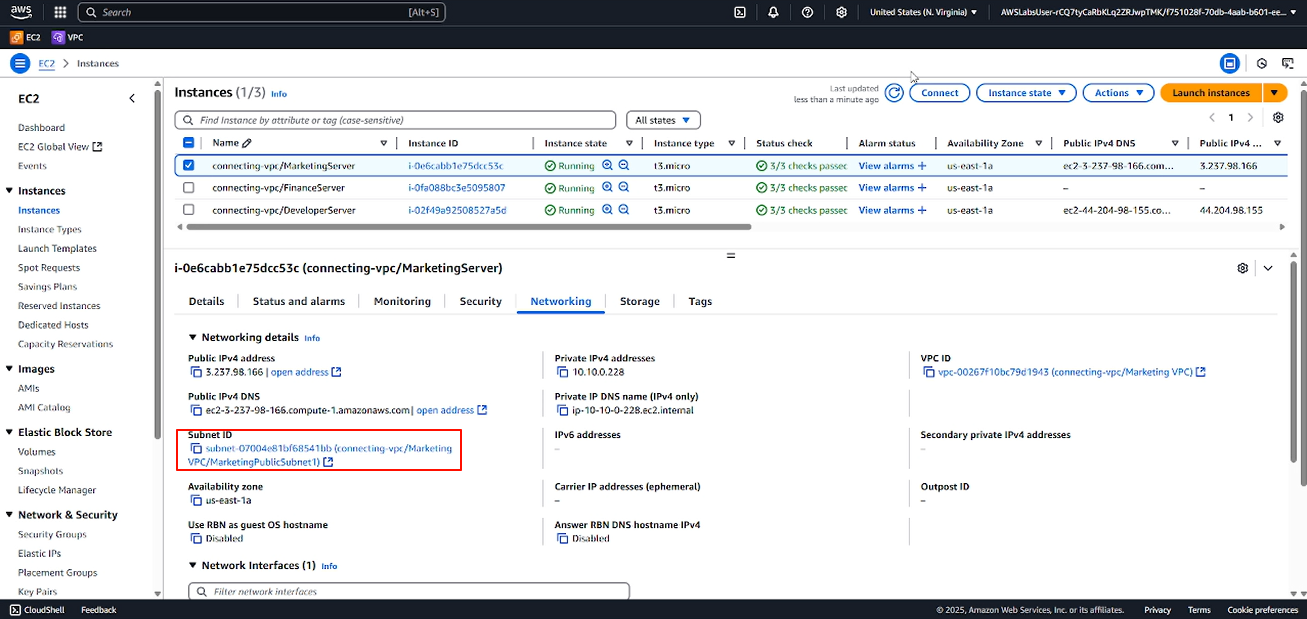 aws
Search [Alt+S]
United States (N. Virginia)
AWSLabsUser-rCQ7tyCaRbKLq2ZRJwpTMK/f751028f-70db-4aab-b601-ee...
EC2
VPC
EC2 > Instances
EC2
Dashboard
EC2 Global View
Events
Instances
Instances
Instance Types
Launch Templates
Spot Requests
Savings Plans
Reserved Instances
Dedicated Hosts
Capacity Reservations
Images
AMIs
AMI Catalog
Elastic Block Store
Volumes
Snapshots
Lifecycle Manager
Network & Security
Security Groups
Elastic IPs
Placement Groups
Key Pairs
Instances (1/3) Info
Last updated
less than a minute ago
Connect
Instance state
Actions
Launch instances
Find Instance by attribute or tag (case-sensitive)
All states
1
Name Instance ID Instance state Instance type Status check Alarm status Availability Zone Public IPv4 DNS Public IPv4 ...
connecting-vpc/MarketingServer i-0e6cabb1e75dcc53c Running t3.micro 3/3 checks passed View alarms + us-east-1a ec2-3-237-98-166.com... 3.237.98.166
connecting-vpc/FinanceServer i-0fa088bc3e5095807 Running t3.micro 3/3 checks passed View alarms + us-east-1a – –
connecting-vpc/DeveloperServer i-02f49a92508527a5d Running t3.micro 3/3 checks passed View alarms + us-east-1a ec2-44-204-98-155.co... 44.204.98.155
i-0e6cabb1e75dcc53c (connecting-vpc/MarketingServer)
Details
Status and alarms
Monitoring
Security
Networking
Storage
Tags
Networking details Info
Public IPv4 address
3.237.98.166 | open address
Private IPv4 addresses
10.10.0.228
VPC ID
vpc-00267f10bc79d1943 (connecting-vpc/Marketing VPC)
Public IPv4 DNS
ec2-3-237-98-166.compute-1.amazonaws.com | open address
Private IP DNS name (IPv4 only)
ip-10-10-0-228.ec2.internal
Subnet ID
subnet-07004e81bf68541bb (connecting-vpc/Marketing
VPC/MarketingPublicSubnet1)
IPv6 addresses
–
Secondary private IPv4 addresses
–
Availability zone
us-east-1a
Carrier IP addresses (ephemeral)
–
Outpost ID
–
Use RBN as guest OS hostname
Disabled
Answer RBN DNS hostname IPv4
Disabled
Network Interfaces (1) Info
Filter network interfaces
CloudShell
Feedback
© 2025, Amazon Web Services, Inc. or its affiliates.
Privacy
Terms
Cookie preferences